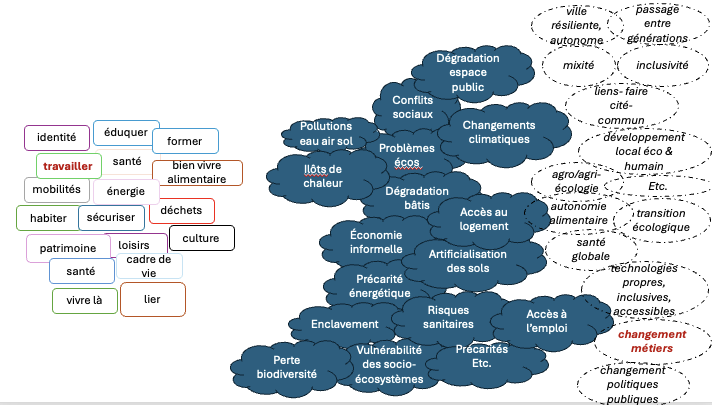 identité
éduquer
former
travailler
santé
bien vivre
alimentaire
mobilités
énergie
habiter
sécuriser
déchets
patrimoine
loisirs
culture
santé
cadre de
vie
vivre là
lier
Dégradation
espace
public
Conflits
sociaux
Pollutions
eau air sol
Changements
climatiques
Problèmes
écos
Ilôts de
chaleur
Dégradation
bâtis
Accès au
logement
Économie
informelle
Artificialisation
des sols
Précarité
énergétique
Enclavement
Risques
sanitaires
Accès à
l'emploi
Perte
biodiversité
Vulnérabilité
des socio-
écosystèmes
Précarités
Etc.
ville
résiliente,
autonome
passage
entre
générations
mixité
inclusivité
liens- faire
cité-
commun
développement
local éco &
humain
agro/agri-
écologie
Etc.
autonomie
alimentaire
transition
écologique
santé
globale
technologies
propres,
inclusives,
accessibles
changement
métiers
changement
politiques
publiques